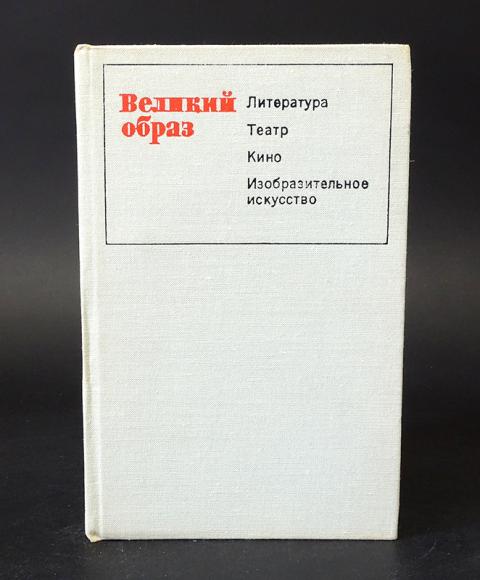 Великий
образ
Литература
Театр
Кино
Изобразительное
искусство